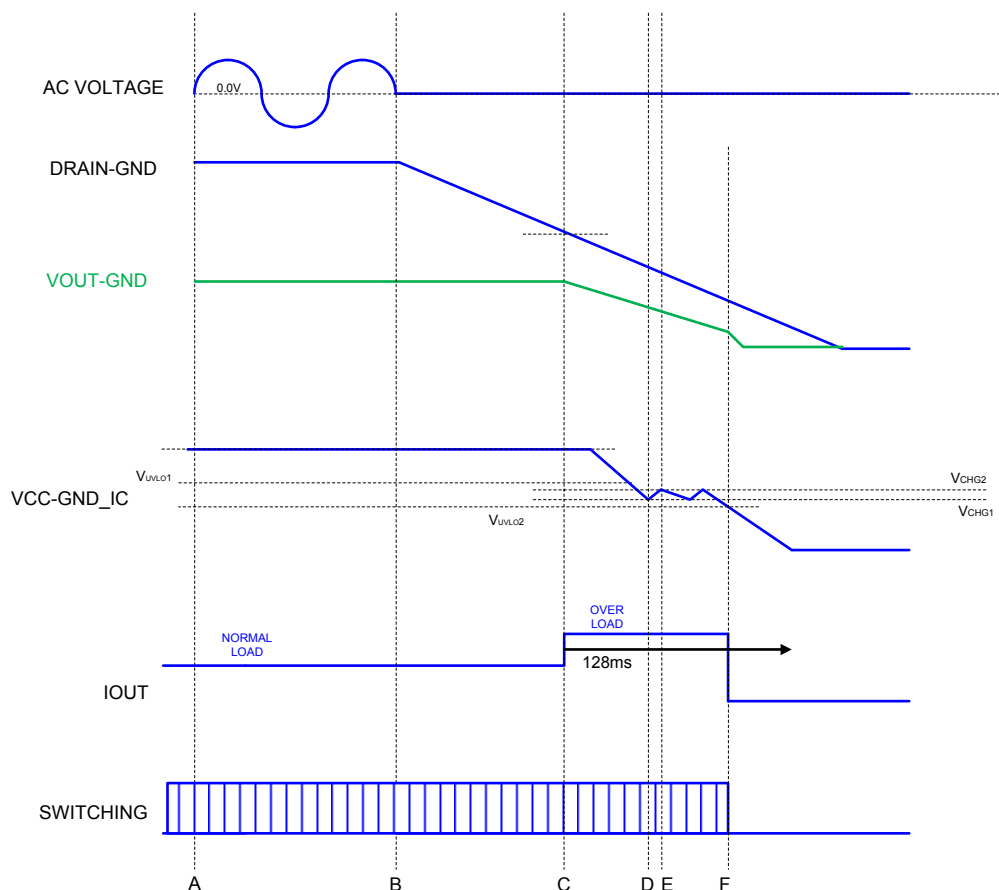 AC VOLTAGE
0.0V
DRAIN-GND
VOUT-GND
VUVLO1
VCHG2
VCC-GND_IC
VUVLO2
VCHG1
OVER
LOAD
NORMAL
LOAD
128ms
IOUT
SWITCHING
A B C D E F